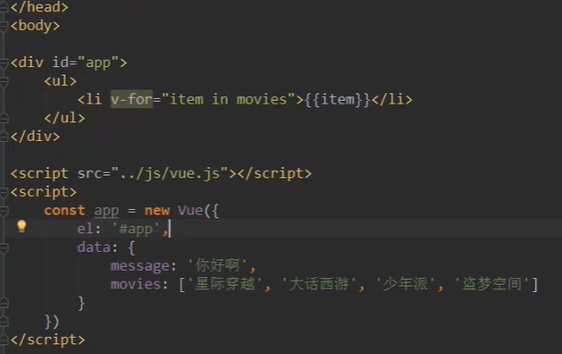 </head>
<body>
<div id="app">
<ul>
<li v-for="item in movies">{{item}}</li>
</ul>
</div>
<script src="../js/vue.js"></script>
<script>
const app = new Vue({
el: '#app',
data: {
message: '你好啊',
movies: ['星际穿越', '大话西游', '少年派', '盗梦空间']
}
})
</script>